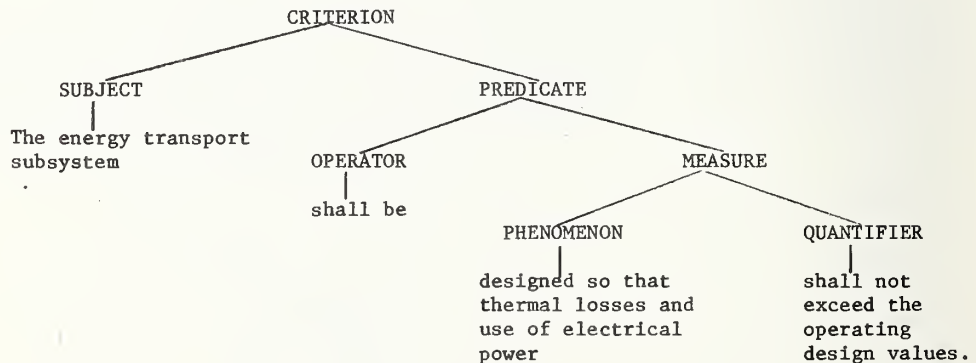 CRITERION
SUBJECT
PREDICATE
The energy transport
subsystem
OPERATOR
MEASURE
shall be
PHENOMENON
QUANTIFIER
designed so that
thermal losses and
use of electrical
power
shall not
exceed the
operating
design values.